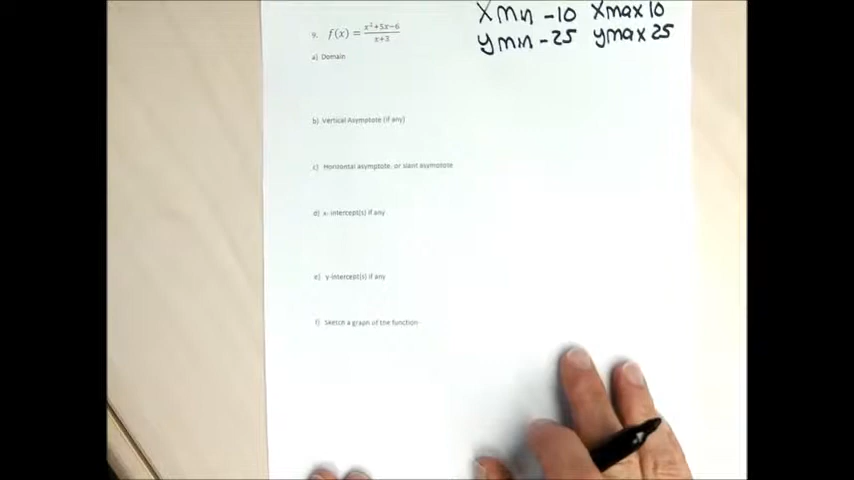 Xmin -10 Xmax 10
ymin -25 ymax 25
9. f(x) = x²+5x-6 / x+3
a) Domain
b) Vertical Asymptote (if any)
c) Horizontal asymptote, or slant asymptote
d) x- intercept(s) if any
e) y-intercept(s) if any
f) Sketch a graph of the function